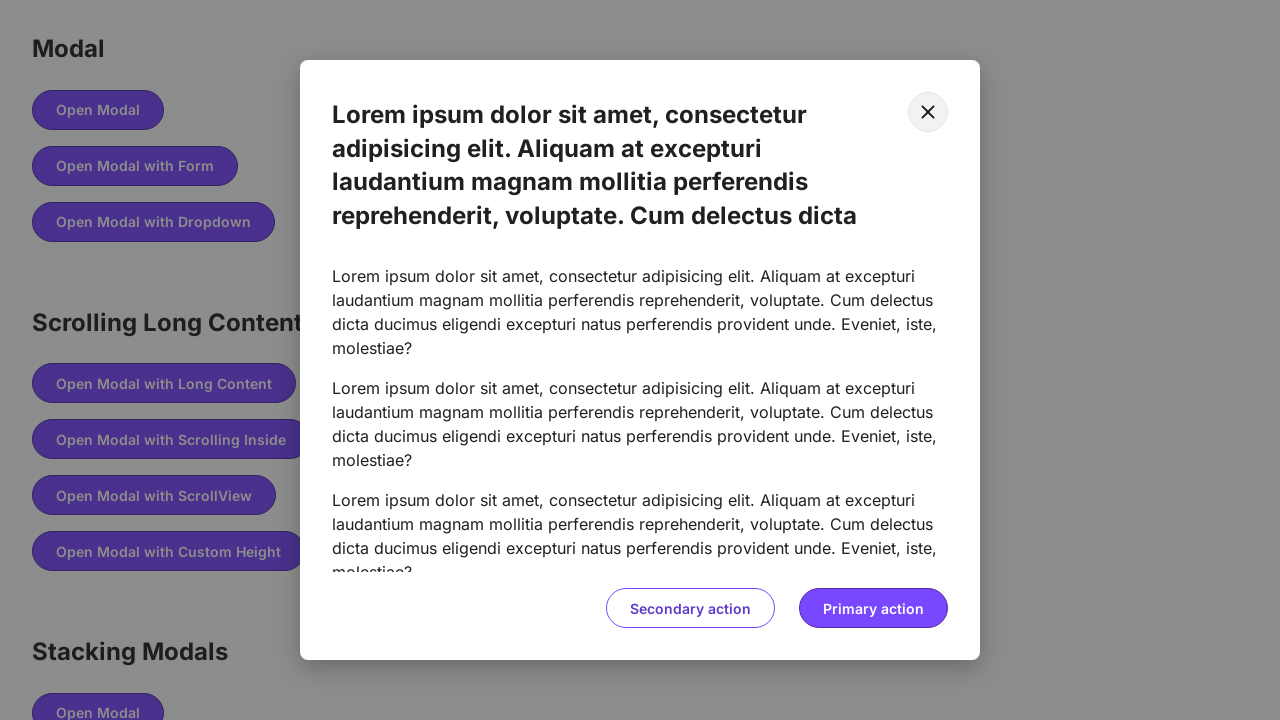 Modal
Open Modal
Open Modal with Form
Open Modal with Dropdown
Scrolling Long Content
Open Modal with Long Content
Open Modal with Scrolling Inside
Open Modal with ScrollView
Open Modal with Custom Height
Stacking Modals
Open Modal
Lorem ipsum dolor sit amet, consectetur
adipisicing elit. Aliquam at excepturi
laudantium magnam mollitia perferendis
reprehenderit, voluptate. Cum delectus dicta
Lorem ipsum dolor sit amet, consectetur adipisicing elit. Aliquam at excepturi
laudantium magnam mollitia perferendis reprehenderit, voluptate. Cum delectus
dicta ducimus eligendi excepturi natus perferendis provident unde. Eveniet, iste,
molestiae?
Lorem ipsum dolor sit amet, consectetur adipisicing elit. Aliquam at excepturi
laudantium magnam mollitia perferendis reprehenderit, voluptate. Cum delectus
dicta ducimus eligendi excepturi natus perferendis provident unde. Eveniet, iste,
molestiae?
Lorem ipsum dolor sit amet, consectetur adipisicing elit. Aliquam at excepturi
laudantium magnam mollitia perferendis reprehenderit, voluptate. Cum delectus
dicta ducimus eligendi excepturi natus perferendis provident unde. Eveniet, iste,
molestiae?
Secondary action
Primary action